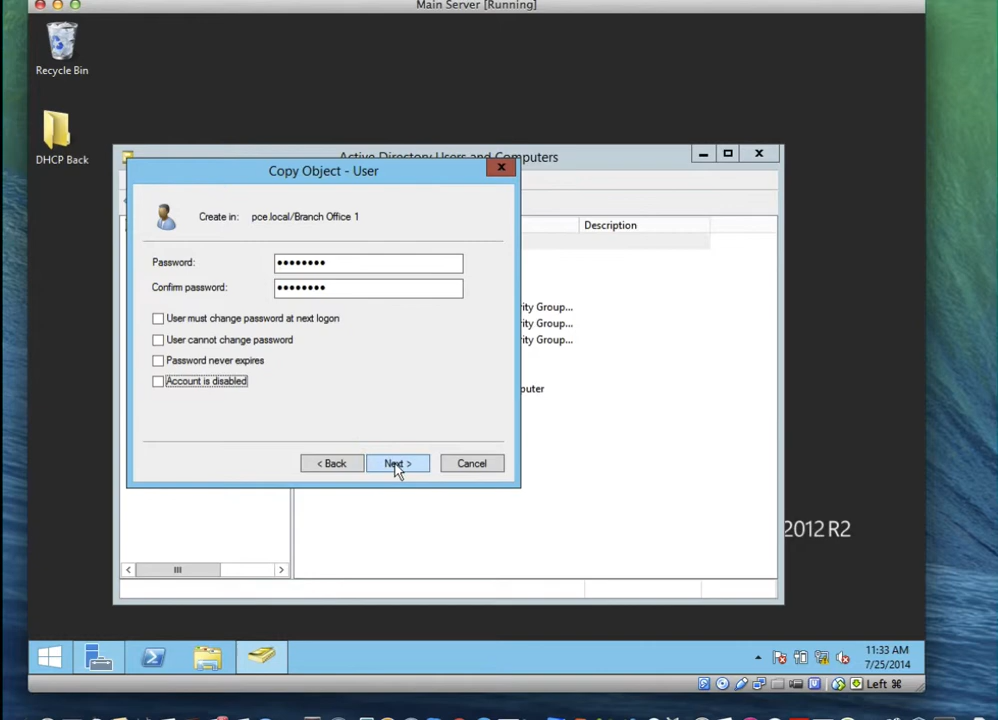 Main Server [Running]
Recycle Bin
DHCP Back
Active Directory Users and Computers
Copy Object - User
Create in: pce.local/Branch Office 1
Description
Password: ••••••••
Confirm password: ••••••••
User must change password at next logon
User cannot change password
Password never expires
Account is disabled
rity Group...
rity Group...
rity Group...
puter
< Back
Next >
Cancel
2012 R2
11:33 AM
7/25/2014
Left ⌘